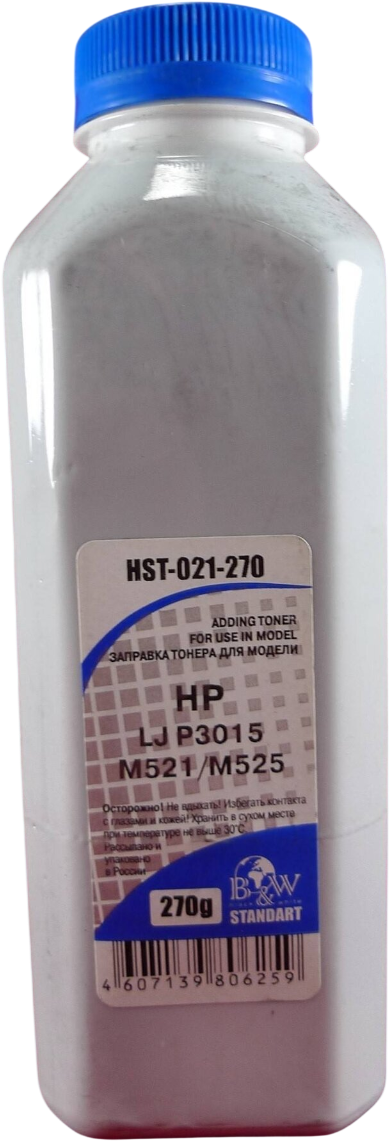 HST-021-270
ADDING TONER
FOR USE IN MODEL
ЗАПРАВКА ТОНЕРА ДЛЯ МОДЕЛИ
HP
LJ P3015
M521/M525
Осторожно! Не вдыхать! Избегать контакта
с глазами и кожей! Хранить в сухом месте
при температуре не выше 30°С
Рассыпано и
упаковано
в России
270g
B&W
black & white
STANDART
4 607139 806259